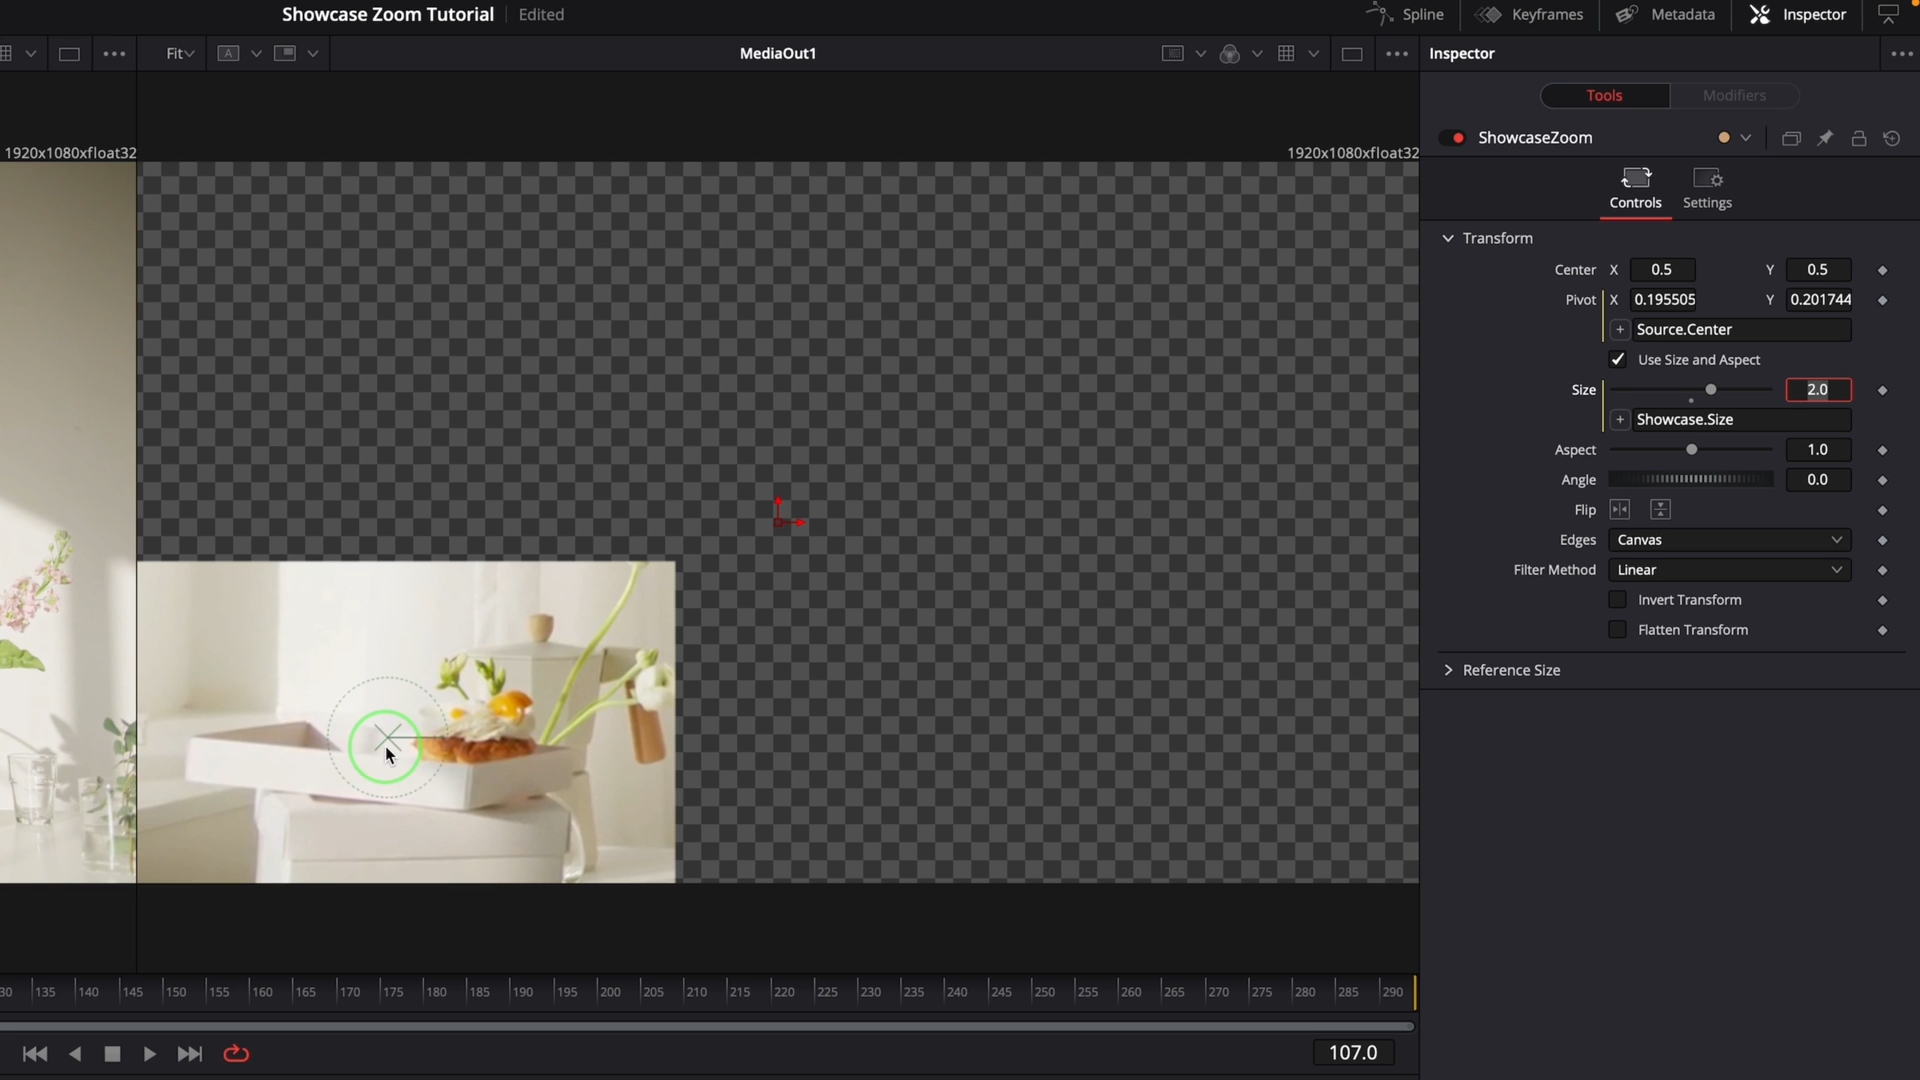 Showcase Zoom Tutorial Edited
Spline Keyframes Metadata Inspector
Fit A MediaOut1 Inspector
Tools Modifiers
1920x1080xfloat32 1920x1080xfloat32
ShowcaseZoom
Controls Settings
Transform
Center X 0.5 Y 0.5
Pivot X 0.195505 Y 0.201744
+ Source.Center
Use Size and Aspect
Size 2.0
+ Showcase.Size
Aspect 1.0
Angle 0.0
Flip
Edges Canvas
Filter Method Linear
Invert Transform
Flatten Transform
Reference Size
30 135 140 145 150 155 160 165 170 175 180 185 190 195 200 205 210 215 220 225 230 235 240 245 250 255 260 265 270 275 280 285 290
107.0